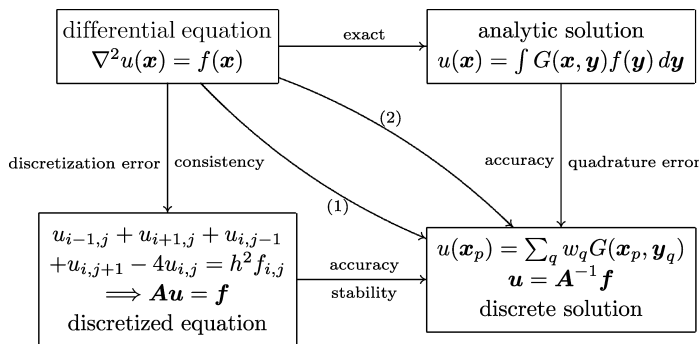 differential equation
∇²u(𝒙) = f(𝒙)
exact
analytic solution
u(𝒙) = ∫ G(𝒙, 𝒚)f(𝒚) d𝒚
(2)
discretization error
consistency
accuracy
quadrature error
(1)
u_{i−1,j} + u_{i+1,j} + u_{i,j−1}
+u_{i,j+1} − 4u_{i,j} = h²f_{i,j}
⟹ 𝑨𝒖 = 𝒇
discretized equation
accuracy
stability
u(𝒙_p) = ∑_q w_q G(𝒙_p, 𝒚_q)
𝒖 = 𝑨⁻¹𝒇
discrete solution